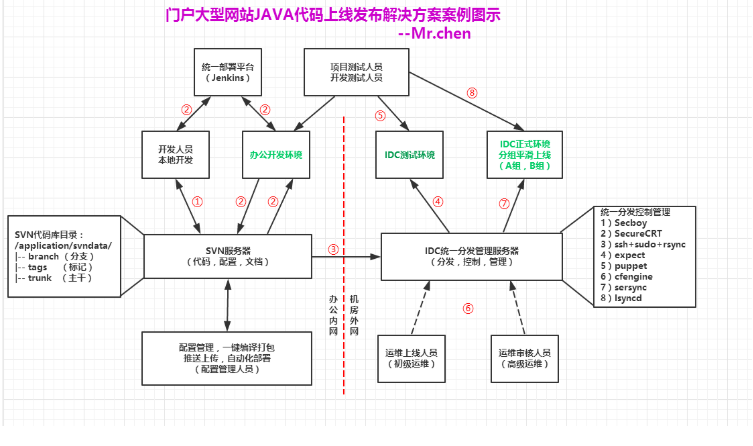 门户大型网站JAVA代码上线发布解决方案案例图示
--Mr.chen
统一部署平台
（Jenkins）
项目测试人员
开发测试人员
②
②
⑤
⑧
开发人员
本地开发
办公开发环境
IDC测试环境
IDC正式环境
分组平滑上线
（A组，B组）
①
②
②
④
⑦
SVN代码库目录：
/application/svndata/
|-- branch（分支）
|-- tags （标记）
|-- trunk （主干）
SVN服务器
（代码，配置，文档）
③
IDC统一分发管理服务器
（分发，控制，管理）
统一分发控制管理
1）Secboy
2）SecureCRT
3）ssh+sudo+rsync
4）expect
5）puppet
6）cfengine
7）sersync
8）lsyncd
办公内网
机房外网
⑥
配置管理，一键编译打包
推送上传，自动化部署
（配置管理人员）
运维上线人员
（初级运维）
运维审核人员
（高级运维）